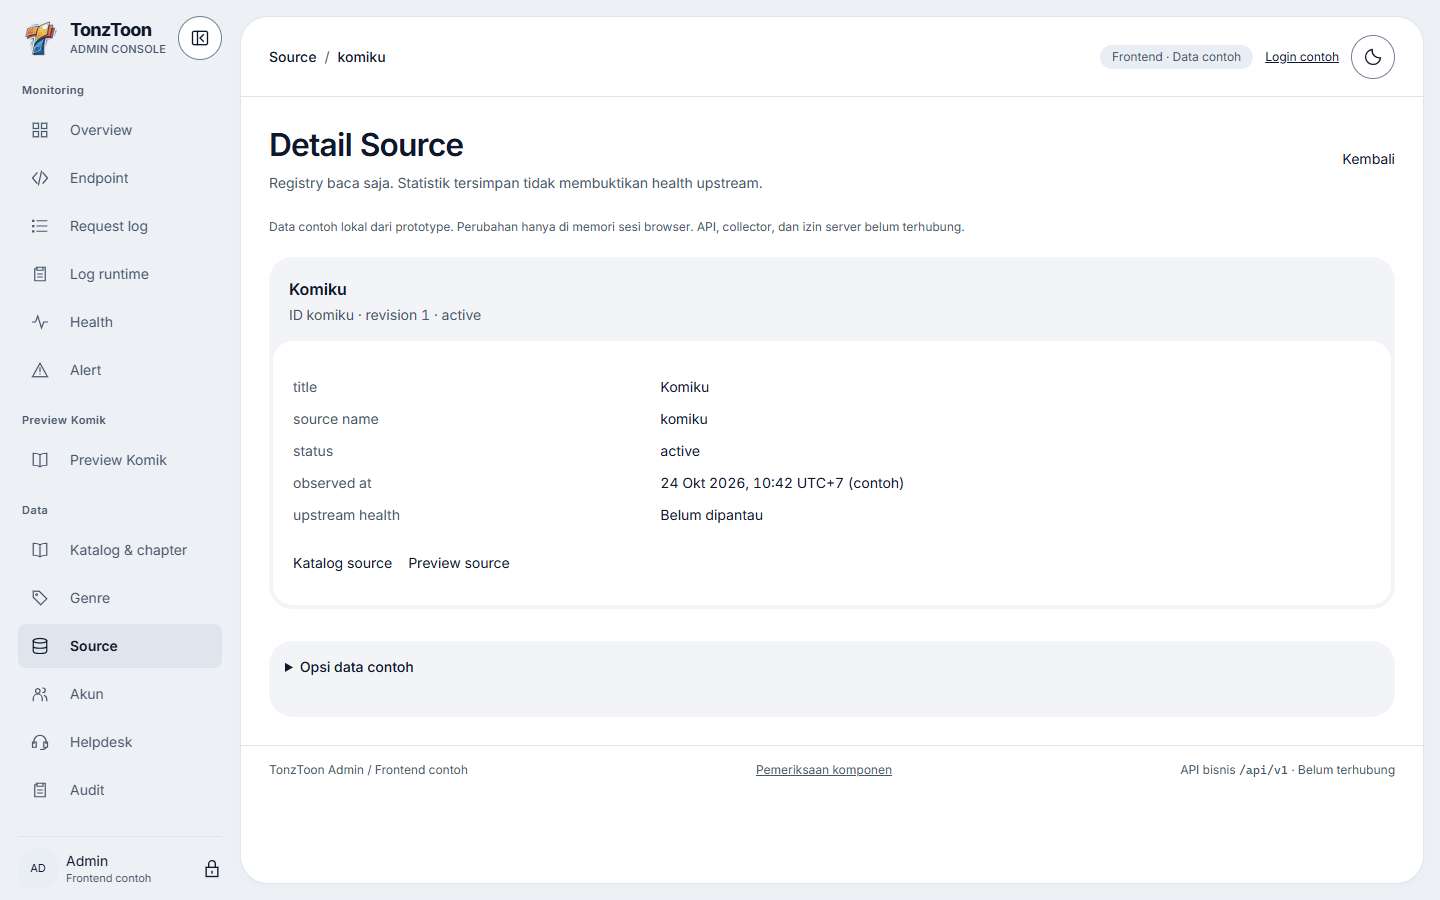 TonzToon
ADMIN CONSOLE
Monitoring
Overview
Endpoint
Request log
Log runtime
Health
Alert
Preview Komik
Preview Komik
Data
Katalog & chapter
Genre
Source
Akun
Helpdesk
Audit
AD
Admin
Frontend contoh
Source / komiku
Frontend · Data contoh
Login contoh
Detail Source
Kembali
Registry baca saja. Statistik tersimpan tidak membuktikan health upstream.
Data contoh lokal dari prototype. Perubahan hanya di memori sesi browser. API, collector, dan izin server belum terhubung.
Komiku
ID komiku · revision 1 · active
title Komiku
source name komiku
status active
observed at 24 Okt 2026, 10:42 UTC+7 (contoh)
upstream health Belum dipantau
Katalog source Preview source
Opsi data contoh
TonzToon Admin / Frontend contoh
Pemeriksaan komponen
API bisnis /api/v1 · Belum terhubung